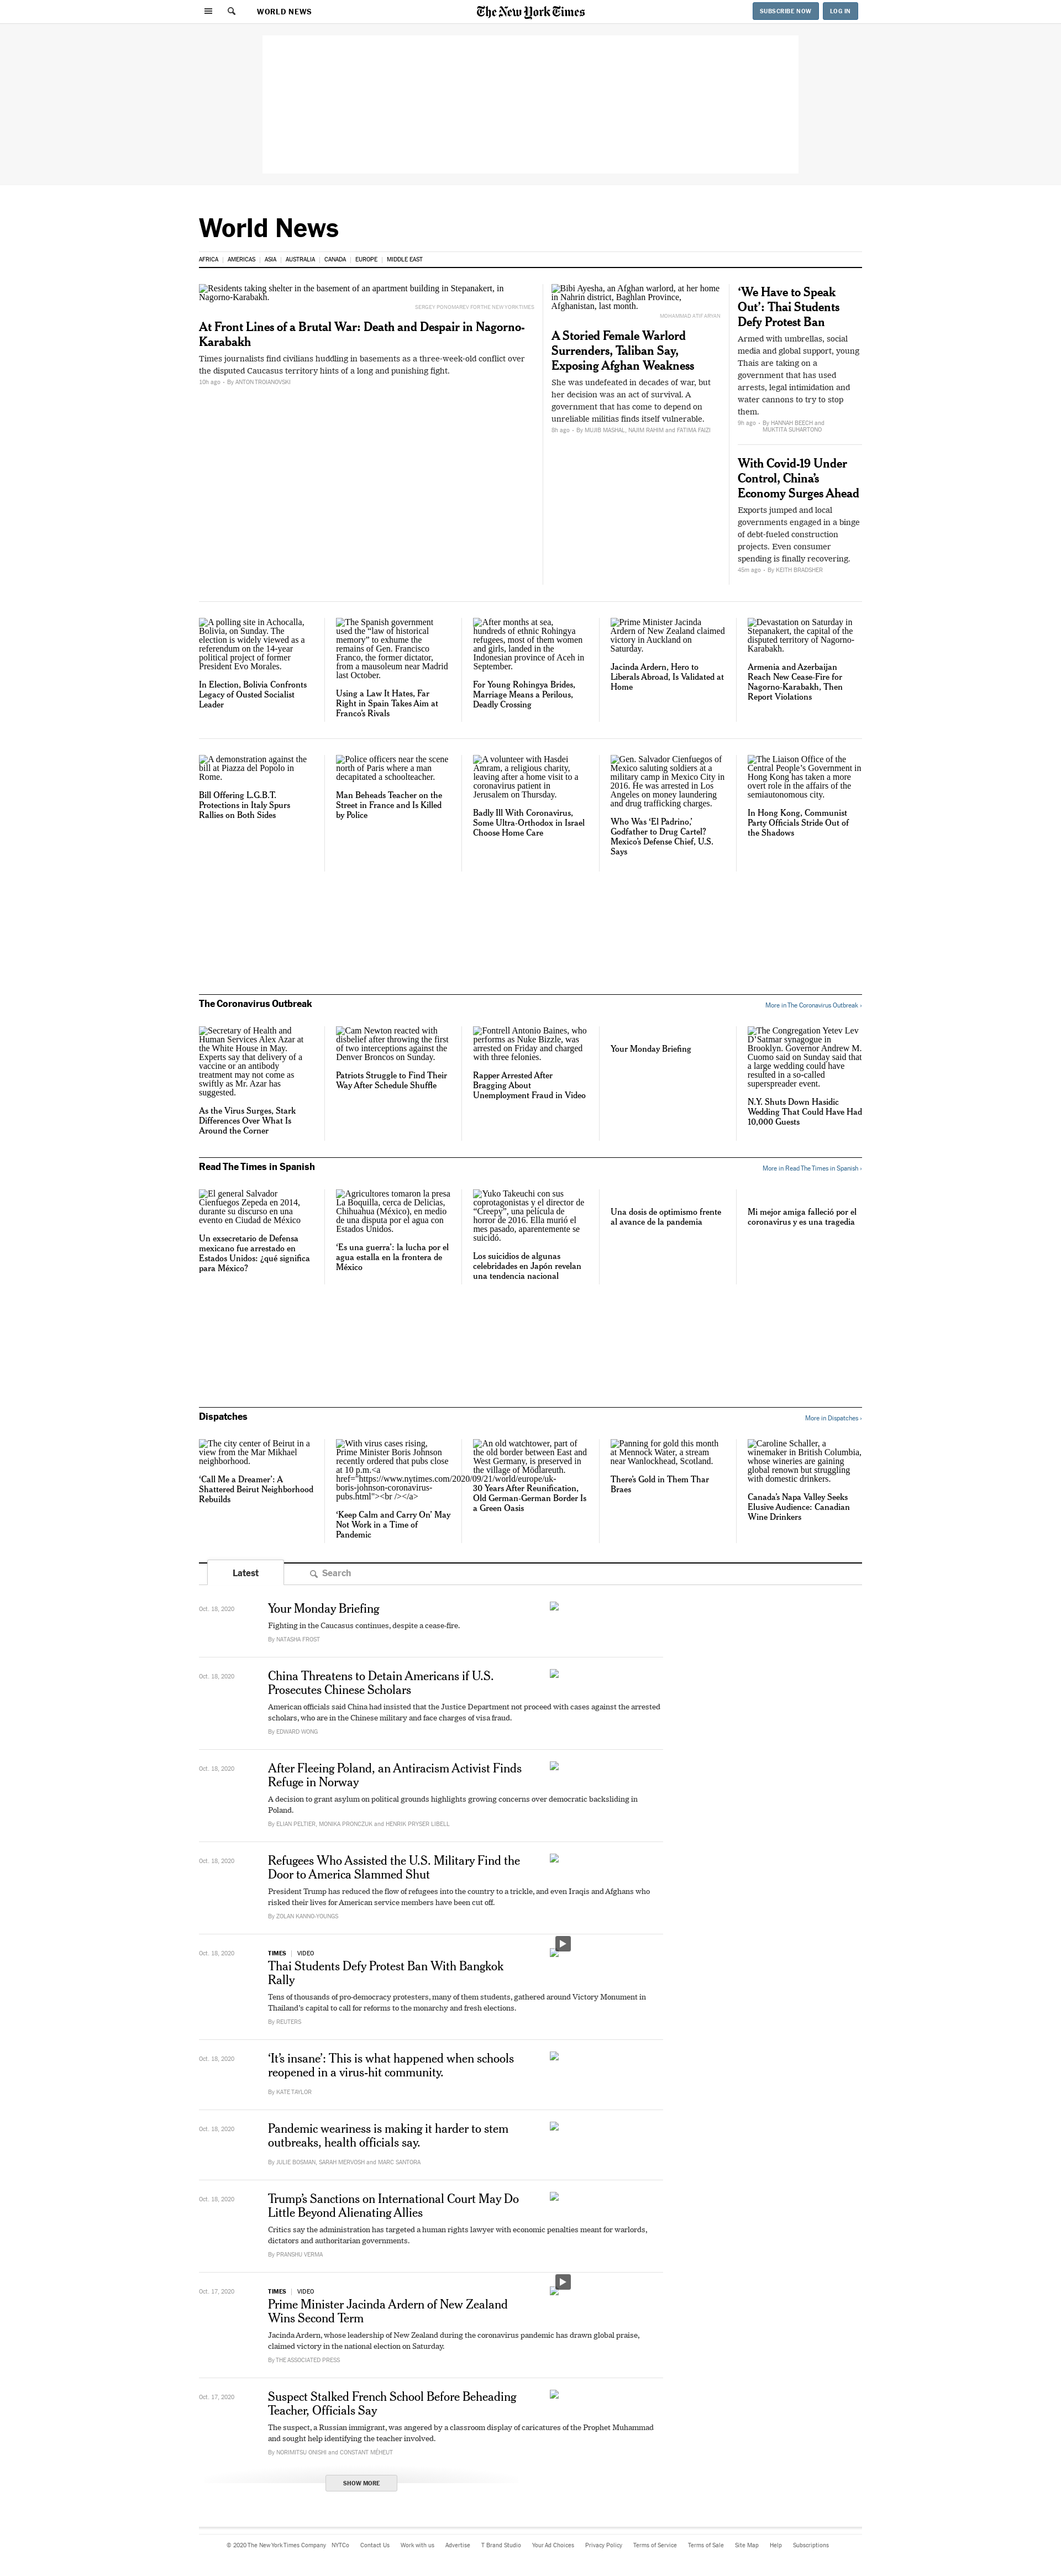 WORLD NEWS
The New York Times
SUBSCRIBE NOW
LOG IN
World News
AFRICA | AMERICAS | ASIA | AUSTRALIA | CANADA | EUROPE | MIDDLE EAST
Residents taking shelter in the basement of an apartment building in Stepanakert, in
Nagorno-Karabakh.
SERGEY PONOMAREV FOR THE NEW YORK TIMES
At Front Lines of a Brutal War: Death and Despair in Nagorno-
Karabakh
Times journalists find civilians huddling in basements as a three-week-old conflict over
the disputed Caucasus territory hints of a long and punishing fight.
10h ago - By ANTON TROIANOVSKI
Bibi Ayesha, an Afghan warlord, at her home
in Nahrin district, Baghlan Province,
Afghanistan, last month.
MOHAMMAD ATIF ARYAN
A Storied Female Warlord
Surrenders, Taliban Say,
Exposing Afghan Weakness
She was undefeated in decades of war, but
her decision was an act of survival. A
government that has come to depend on
unreliable militias finds itself vulnerable.
8h ago - By MUJIB MASHAL, NAJIM RAHIM and FATIMA FAIZI
‘We Have to Speak
Out’: Thai Students
Defy Protest Ban
Armed with umbrellas, social
media and global support, young
Thais are taking on a
government that has used
arrests, legal intimidation and
water cannons to try to stop
them.
9h ago - By HANNAH BEECH and
MUKTITA SUHARTONO
With Covid-19 Under
Control, China’s
Economy Surges Ahead
Exports jumped and local
governments engaged in a binge
of debt-fueled construction
projects. Even consumer
spending is finally recovering.
45m ago - By KEITH BRADSHER
A polling site in Achocalla,
Bolivia, on Sunday. The
election is widely viewed as a
referendum on the 14-year
political project of former
President Evo Morales.
In Election, Bolivia Confronts
Legacy of Ousted Socialist
Leader
The Spanish government
used the “law of historical
memory” to exhume the
remains of Gen. Francisco
Franco, the former dictator,
from a mausoleum near Madrid
last October.
Using a Law It Hates, Far
Right in Spain Takes Aim at
Franco’s Rivals
After months at sea,
hundreds of ethnic Rohingya
refugees, most of them women
and girls, landed in the
Indonesian province of Aceh in
September.
For Young Rohingya Brides,
Marriage Means a Perilous,
Deadly Crossing
Prime Minister Jacinda
Ardern of New Zealand claimed
victory in Auckland on
Saturday.
Jacinda Ardern, Hero to
Liberals Abroad, Is Validated at
Home
Devastation on Saturday in
Stepanakert, the capital of the
disputed territory of Nagorno-
Karabakh.
Armenia and Azerbaijan
Reach New Cease-Fire for
Nagorno-Karabakh, Then
Report Violations
A demonstration against the
bill at Piazza del Popolo in
Rome.
Bill Offering L.G.B.T.
Protections in Italy Spurs
Rallies on Both Sides
Police officers near the scene
north of Paris where a man
decapitated a schoolteacher.
Man Beheads Teacher on the
Street in France and Is Killed
by Police
A volunteer with Hasdei
Amram, a religious charity,
leaving after a home visit to a
coronavirus patient in
Jerusalem on Thursday.
Badly Ill With Coronavirus,
Some Ultra-Orthodox in Israel
Choose Home Care
Gen. Salvador Cienfuegos of
Mexico saluting soldiers at a
military camp in Mexico City in
2016. He was arrested in Los
Angeles on money laundering
and drug trafficking charges.
Who Was ‘El Padrino,’
Godfather to Drug Cartel?
Mexico’s Defense Chief, U.S.
Says
The Liaison Office of the
Central People’s Government in
Hong Kong has taken a more
overt role in the affairs of the
semiautonomous city.
In Hong Kong, Communist
Party Officials Stride Out of
the Shadows
The Coronavirus Outbreak
More in The Coronavirus Outbreak ›
Secretary of Health and
Human Services Alex Azar at
the White House in May.
Experts say that delivery of a
vaccine or an antibody
treatment may not come as
swiftly as Mr. Azar has
suggested.
As the Virus Surges, Stark
Differences Over What Is
Around the Corner
Cam Newton reacted with
disbelief after throwing the first
of two interceptions against the
Denver Broncos on Sunday.
Patriots Struggle to Find Their
Way After Schedule Shuffle
Fontrell Antonio Baines, who
performs as Nuke Bizzle, was
arrested on Friday and charged
with three felonies.
Rapper Arrested After
Bragging About
Unemployment Fraud in Video
Your Monday Briefing
The Congregation Yetev Lev
D’Satmar synagogue in
Brooklyn. Governor Andrew M.
Cuomo said on Sunday said that
a large wedding could have
resulted in a so-called
superspreader event.
N.Y. Shuts Down Hasidic
Wedding That Could Have Had
10,000 Guests
Read The Times in Spanish
More in Read The Times in Spanish ›
El general Salvador
Cienfuegos Zepeda en 2014,
durante su discurso en una
evento en Ciudad de México
Un exsecretario de Defensa
mexicano fue arrestado en
Estados Unidos: ¿qué significa
para México?
Agricultores tomaron la presa
La Boquilla, cerca de Delicias,
Chihuahua (México), en medio
de una disputa por el agua con
Estados Unidos.
‘Es una guerra’: la lucha por el
agua estalla en la frontera de
México
Yuko Takeuchi con sus
coprotagonistas y el director de
“Creepy”, una película de
horror de 2016. Ella murió el
mes pasado, aparentemente se
suicidó.
Los suicidios de algunas
celebridades en Japón revelan
una tendencia nacional
Una dosis de optimismo frente
al avance de la pandemia
Mi mejor amiga falleció por el
coronavirus y es una tragedia
Dispatches
More in Dispatches ›
The city center of Beirut in a
view from the Mar Mikhael
neighborhood.
‘Call Me a Dreamer’: A
Shattered Beirut Neighborhood
Rebuilds
With virus cases rising,
Prime Minister Boris Johnson
recently ordered that pubs close
at 10 p.m.<a
href="https://www.nytimes.com/2020/09/21/world/europe/uk-
boris-johnson-coronavirus-
pubs.html"><br /></a>
‘Keep Calm and Carry On’ May
Not Work in a Time of
Pandemic
An old watchtower, part of
the old border between East and
West Germany, is preserved in
the village of Mödlareuth.
30 Years After Reunification,
Old German-German Border Is
a Green Oasis
Panning for gold this month
at Mennock Water, a stream
near Wanlockhead, Scotland.
There’s Gold in Them Thar
Braes
Caroline Schaller, a
winemaker in British Columbia,
whose wineries are gaining
global renown but struggling
with domestic drinkers.
Canada’s Napa Valley Seeks
Elusive Audience: Canadian
Wine Drinkers
Latest
Search
Oct. 18, 2020
Your Monday Briefing
Fighting in the Caucasus continues, despite a cease-fire.
By NATASHA FROST
Oct. 18, 2020
China Threatens to Detain Americans if U.S.
Prosecutes Chinese Scholars
American officials said China had insisted that the Justice Department not proceed with cases against the arrested
scholars, who are in the Chinese military and face charges of visa fraud.
By EDWARD WONG
Oct. 18, 2020
After Fleeing Poland, an Antiracism Activist Finds
Refuge in Norway
A decision to grant asylum on political grounds highlights growing concerns over democratic backsliding in
Poland.
By ELIAN PELTIER, MONIKA PRONCZUK and HENRIK PRYSER LIBELL
Oct. 18, 2020
Refugees Who Assisted the U.S. Military Find the
Door to America Slammed Shut
President Trump has reduced the flow of refugees into the country to a trickle, and even Iraqis and Afghans who
risked their lives for American service members have been cut off.
By ZOLAN KANNO-YOUNGS
Oct. 18, 2020
TIMES | VIDEO
Thai Students Defy Protest Ban With Bangkok
Rally
Tens of thousands of pro-democracy protesters, many of them students, gathered around Victory Monument in
Thailand’s capital to call for reforms to the monarchy and fresh elections.
By REUTERS
Oct. 18, 2020
‘It’s insane’: This is what happened when schools
reopened in a virus-hit community.
By KATE TAYLOR
Oct. 18, 2020
Pandemic weariness is making it harder to stem
outbreaks, health officials say.
By JULIE BOSMAN, SARAH MERVOSH and MARC SANTORA
Oct. 18, 2020
Trump’s Sanctions on International Court May Do
Little Beyond Alienating Allies
Critics say the administration has targeted a human rights lawyer with economic penalties meant for warlords,
dictators and authoritarian governments.
By PRANSHU VERMA
Oct. 17, 2020
TIMES | VIDEO
Prime Minister Jacinda Ardern of New Zealand
Wins Second Term
Jacinda Ardern, whose leadership of New Zealand during the coronavirus pandemic has drawn global praise,
claimed victory in the national election on Saturday.
By THE ASSOCIATED PRESS
Oct. 17, 2020
Suspect Stalked French School Before Beheading
Teacher, Officials Say
The suspect, a Russian immigrant, was angered by a classroom display of caricatures of the Prophet Muhammad
and sought help identifying the teacher involved.
By NORIMITSU ONISHI and CONSTANT MÉHEUT
SHOW MORE
© 2020 The New York Times Company NYTCo Contact Us Work with us Advertise T Brand Studio Your Ad Choices Privacy Policy Terms of Service Terms of Sale Site Map Help Subscriptions